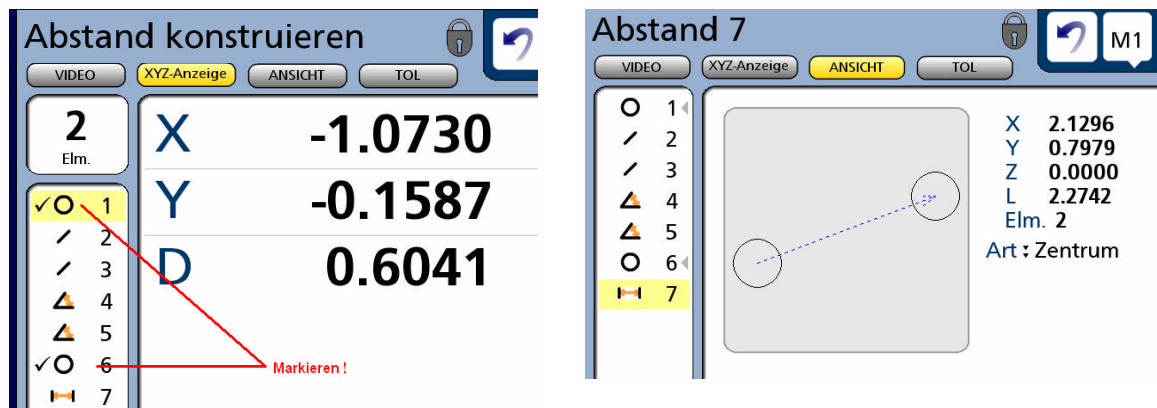 Abstand konstruieren
VIDEO XYZ-Anzeige ANSICHT TOL
2
Elm.
X -1.0730
Y -0.1587
D 0.6041
1
2
3
4
5
6
7
Markieren !
Abstand 7
M1
VIDEO XYZ-Anzeige ANSICHT TOL
1
2
3
4
5
6
7
X 2.1296
Y 0.7979
Z 0.0000
L 2.2742
Elm. 2
Art : Zentrum